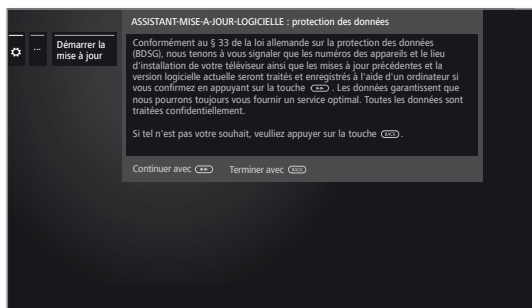 ASSISTANT-MISE-A-JOUR-LOGICIELLE : protection des données
...
Démarrer la
mise à jour
Conformément au § 33 de la loi allemande sur la protection des données
(BDSG), nous tenons à vous signaler que les numéros des appareils et le lieu
d'installation de votre téléviseur ainsi que les mises à jour précédentes et la
version logicielle actuelle seront traités et enregistrés à l'aide d'un ordinateur si
vous confirmez en appuyant sur la touche . Les données garantissent que
nous pourrons toujours vous fournir un service optimal. Toutes les données sont
traitées confidentiellement.
Si tel n'est pas votre souhait, veulliez appuyer sur la touche BACK.
Continuer avec Terminer avec BACK